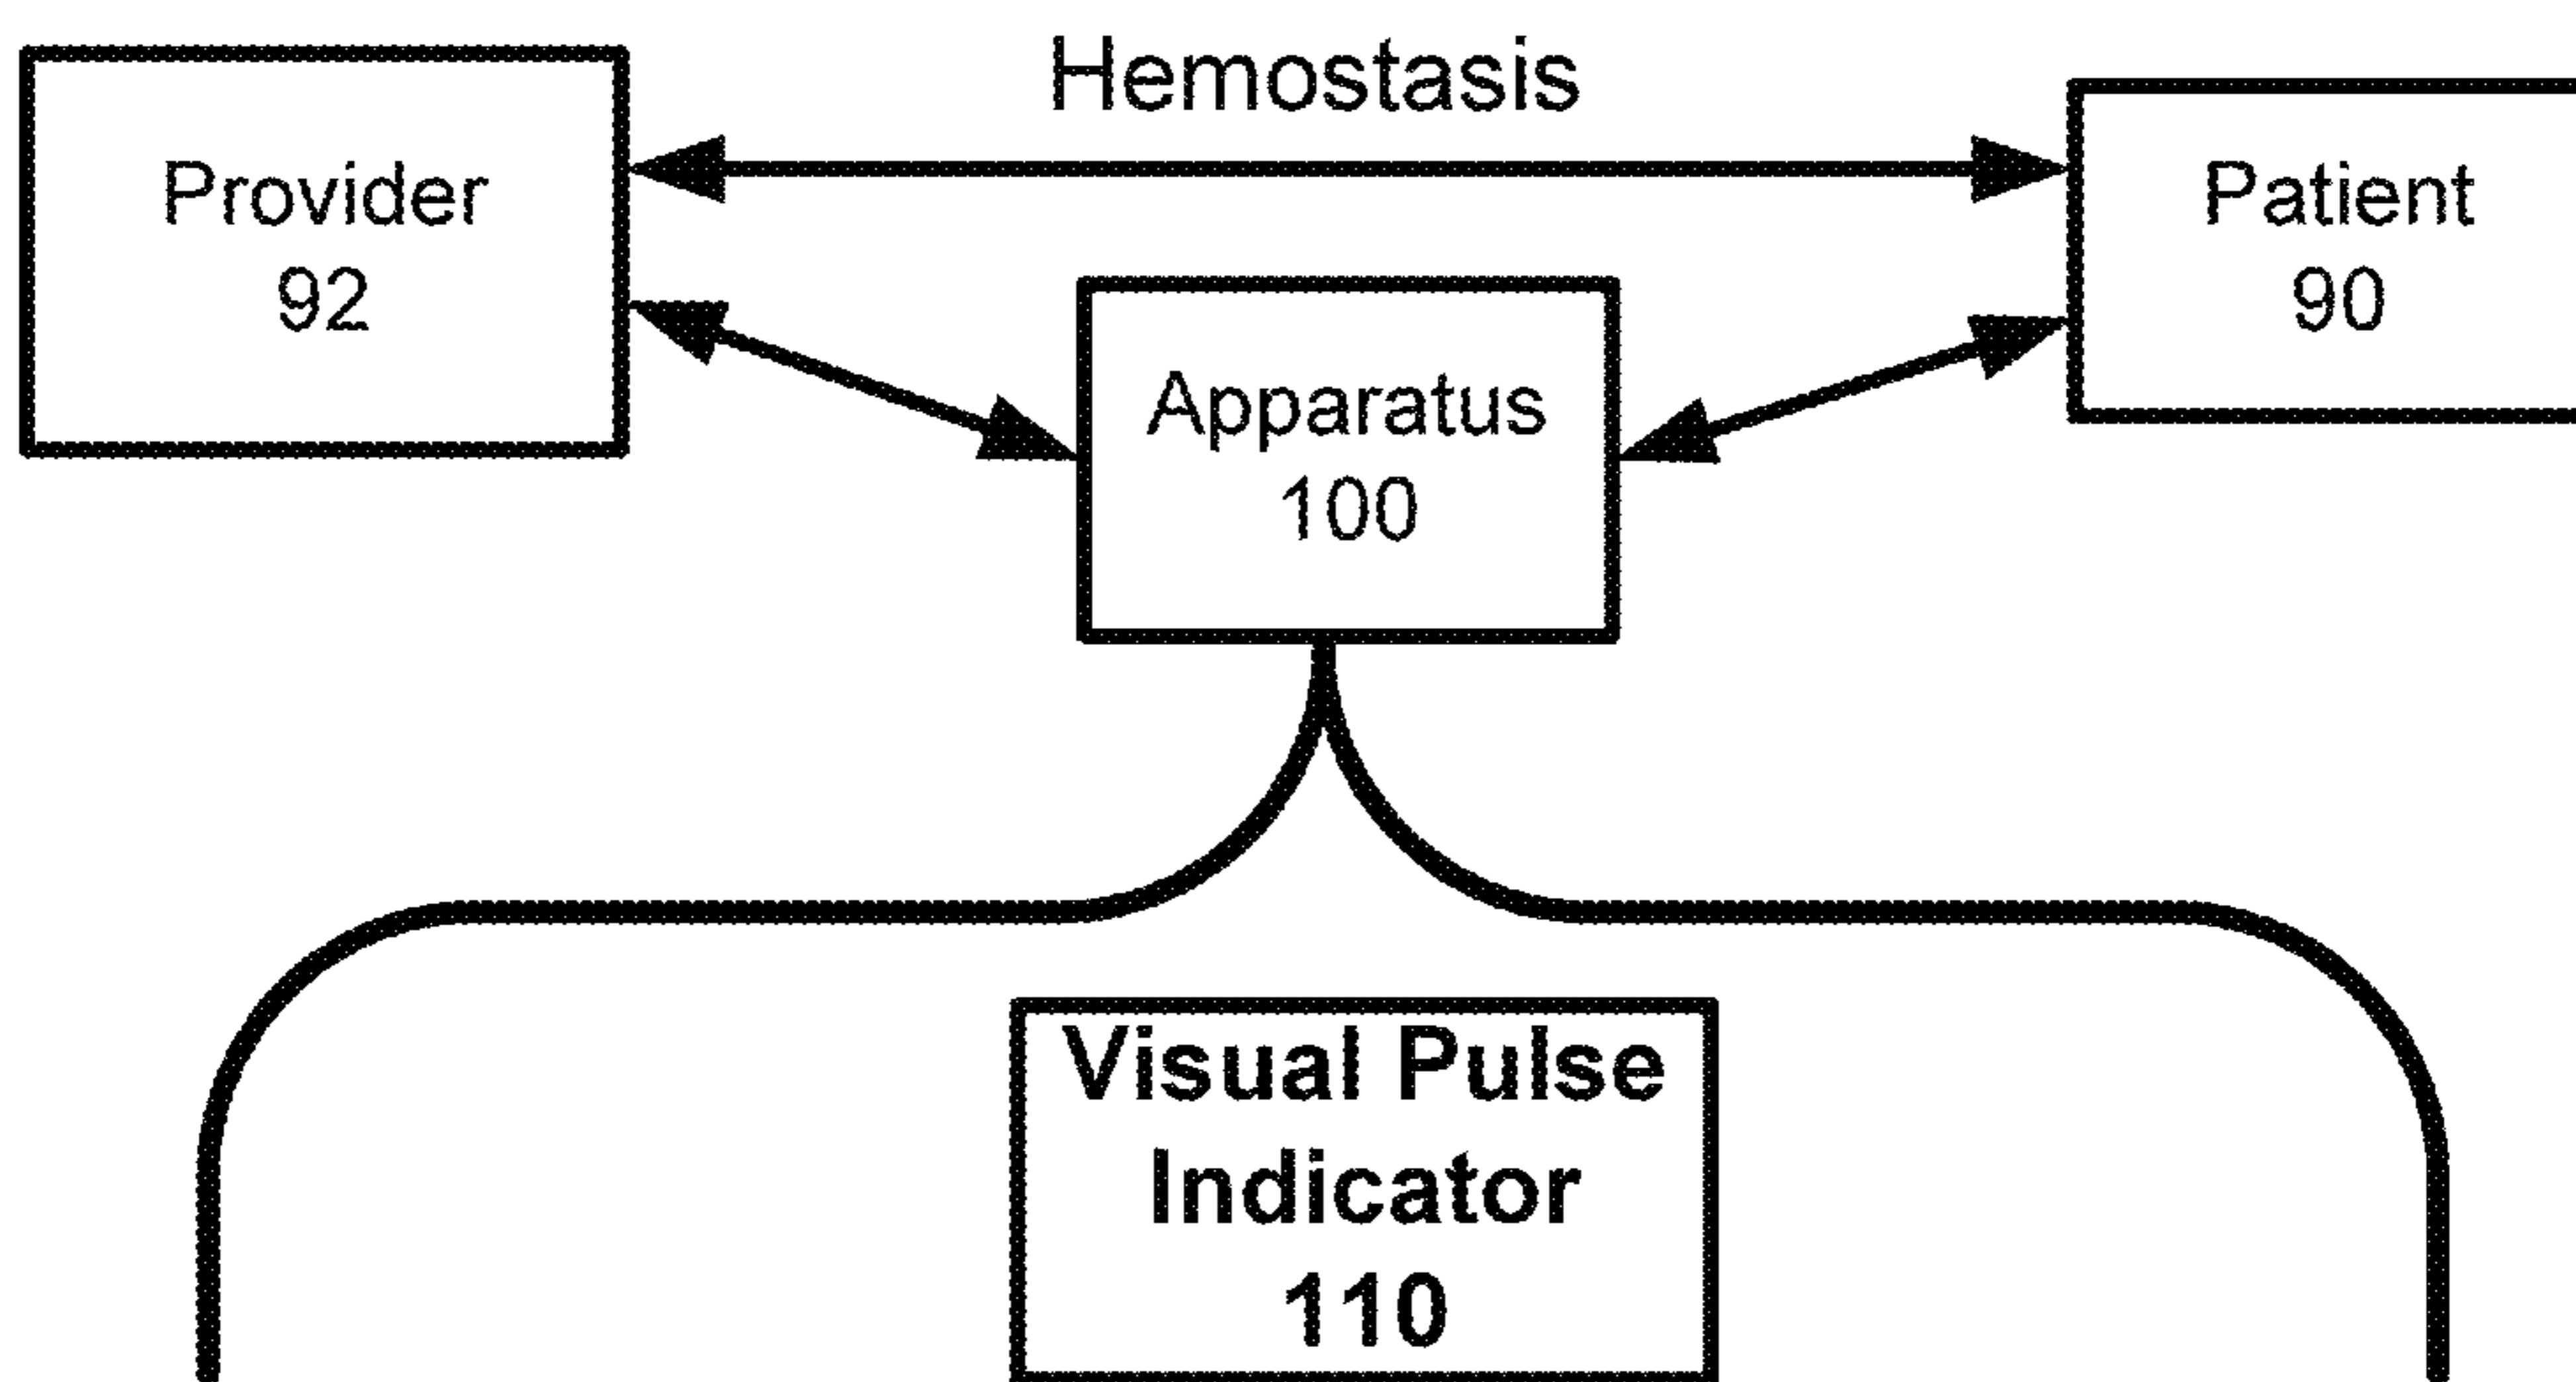 Hemostasis
Provider
92
Patient
90
Apparatus
100
Visual Pulse
Indicator
110